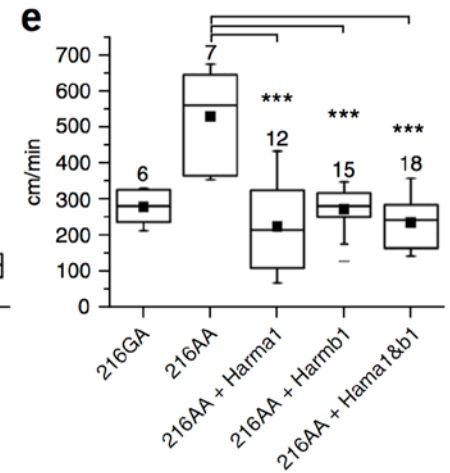 e
cm/min
700
600
500
400
300
200
100
0
6
7
12
15
18
***
***
***
216GA
216AA
216AA + Harma1
216AA + Harmb1
216AA + Hama1&b1